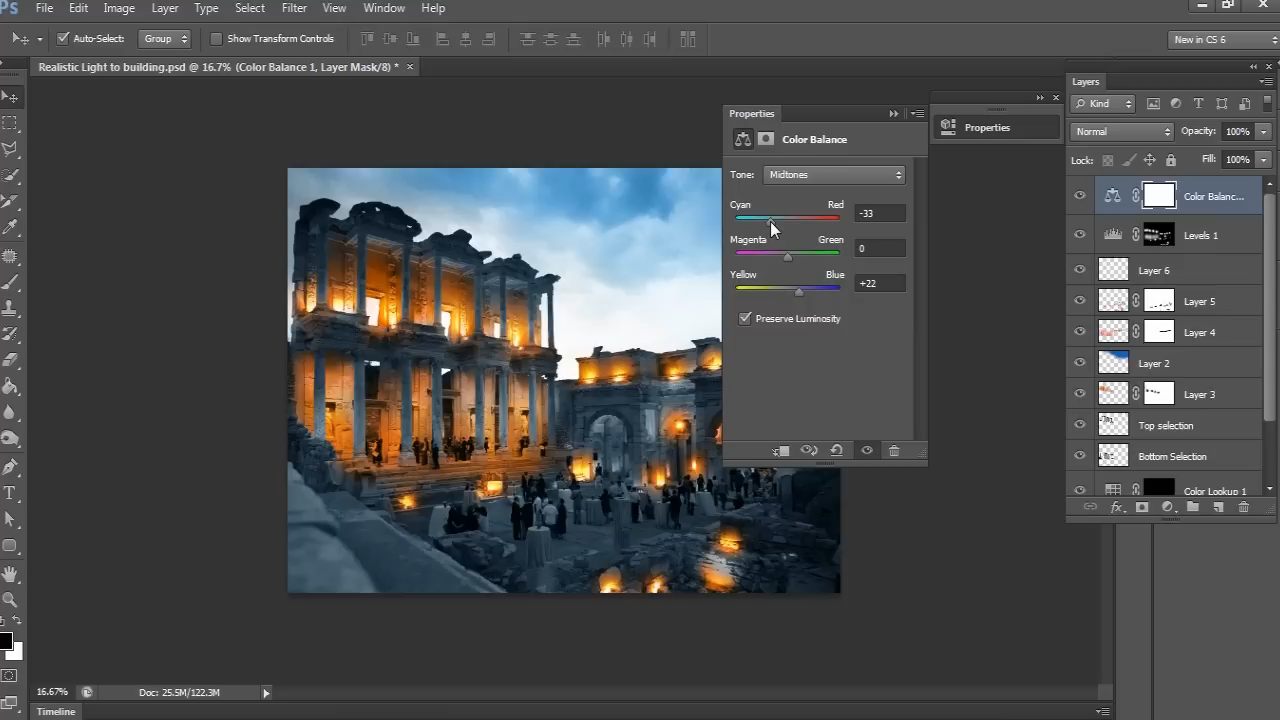 Ps File Edit Image Layer Type Select Filter View Window Help
Auto-Select: Group Show Transform Controls New in CS 6
Realistic Light to building.psd @ 16.7% (Color Balance 1, Layer Mask/8) * ×
Properties
Color Balance
Tone: Midtones
Cyan Red -33
Magenta Green 0
Yellow Blue +22
Preserve Luminosity
Properties
Layers
Kind
Normal Opacity: 100%
Lock: Fill: 100%
Color Balanc...
Levels 1
Layer 6
Layer 5
Layer 4
Layer 2
Layer 3
Top selection
Bottom Selection
Color Lookup 1
fx
16.67% Doc: 25.5M/122.3M
Timeline